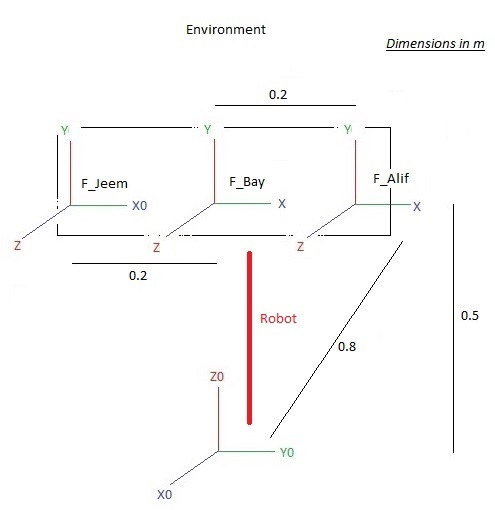 Environment
Dimensions in m
0.2
Y
Y
Y
F_Jeem
F_Bay
F_Alif
X0
X
X
Z
Z
Z
0.2
Robot
0.5
0.8
Z0
Y0
X0